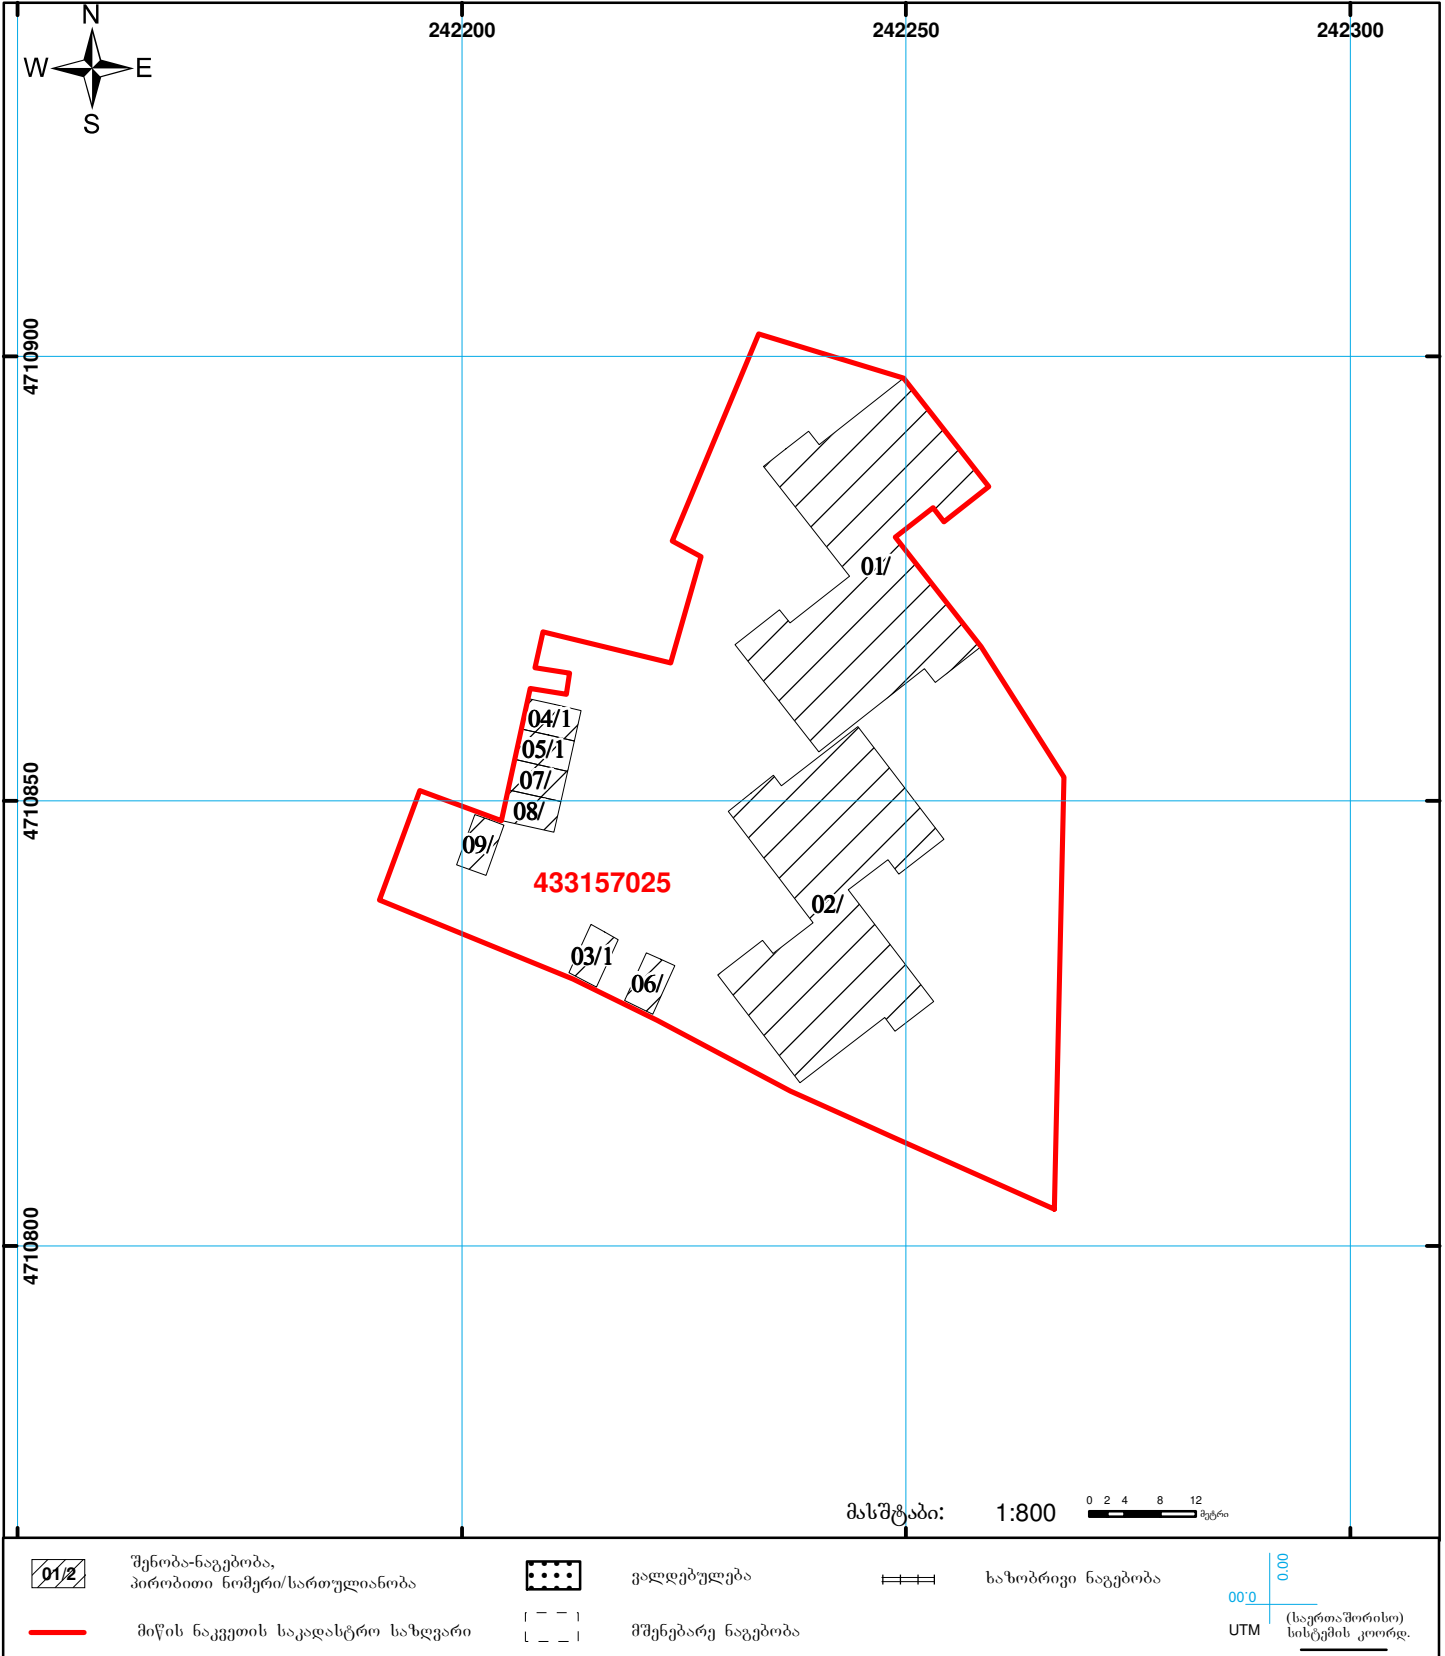 N
W E
S
242200
242250
242300
4710900
4710850
4710800
01/
04/1
05/1
07/
08/
09/
433157025
02/
03/1
06/
მასშტაბი: 1:800
0 2 4 8 12
მეტრი
01/2
შენობა-ნაგებობა,
პირობითი ნომერი/სართულიანობა
ვალდებულება
ხაზობრივი ნაგებობა
მიწის ნაკვეთის საკადასტრო საზღვარი
მშენებარე ნაგებობა
00'0
00'0
UTM
(საერთაშორისო)
სისტემის კოორდ.